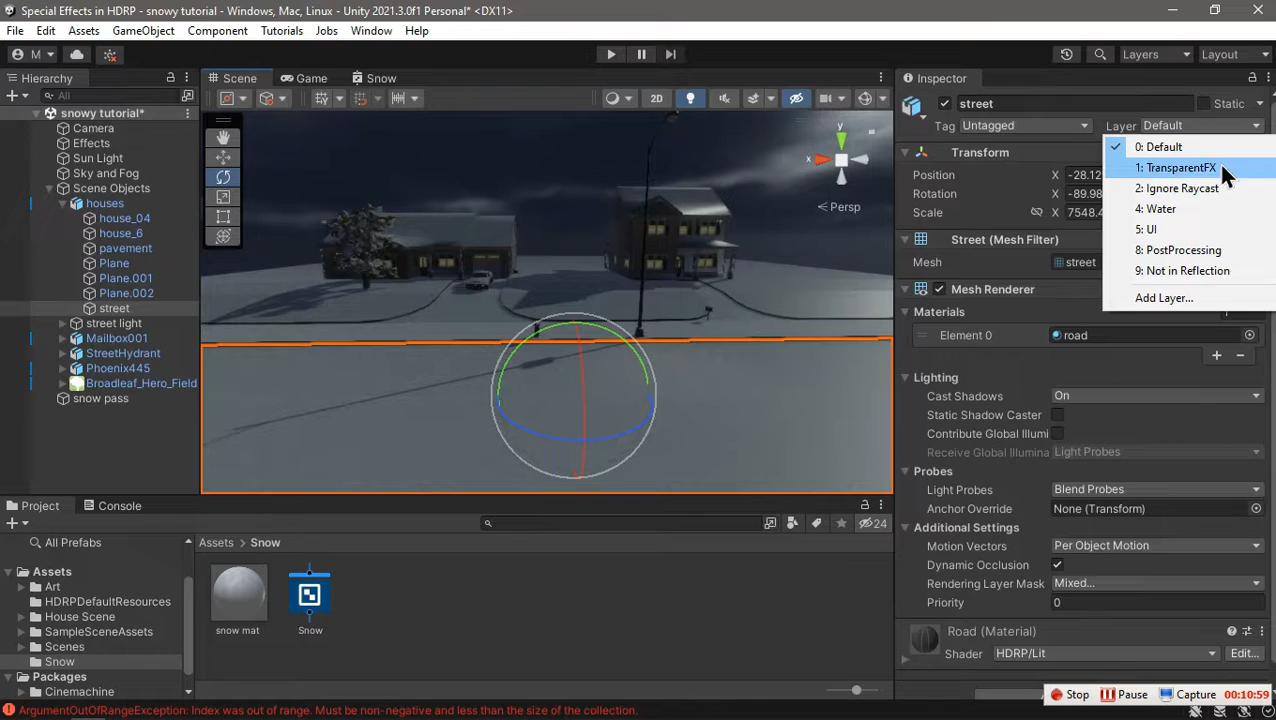 Special Effects in HDRP - snowy tutorial - Windows, Mac, Linux - Unity 2021.3.0f1 Personal* <DX11>
File Edit Assets GameObject Component Tutorials Jobs Window Help
M Layers Layout
Hierarchy
All
snowy tutorial*
Camera
Effects
Sun Light
Sky and Fog
Scene Objects
houses
house_04
house_6
pavement
Plane
Plane.001
Plane.002
street
street light
Mailbox001
StreetHydrant
Phoenix445
Broadleaf_Hero_Field
snow pass
Scene Game Snow
2D
y
x
Persp
Inspector
street Static
Tag Untagged Layer Default
0: Default
1: TransparentFX
2: Ignore Raycast
4: Water
5: UI
8: PostProcessing
9: Not in Reflection
Add Layer...
Transform
Position X -28.12
Rotation X -89.98
Scale X 7548.4
Street (Mesh Filter)
Mesh street
Mesh Renderer
Materials
Element 0 road
Lighting
Cast Shadows On
Static Shadow Caster
Contribute Global Illumi
Receive Global Illumina Light Probes
Probes
Light Probes Blend Probes
Anchor Override None (Transform)
Additional Settings
Motion Vectors Per Object Motion
Dynamic Occlusion
Rendering Layer Mask Mixed...
Priority 0
Road (Material)
Shader HDRP/Lit Edit...
Project Console
24
All Prefabs
Assets
Art
HDRPDefaultResources
House Scene
SampleSceneAssets
Scenes
Snow
Packages
Cinemachine
Assets > Snow
snow mat
Snow
Stop Pause Capture 00:10:59
ArgumentOutOfRangeException: Index was out of range. Must be non-negative and less than the size of the collection.